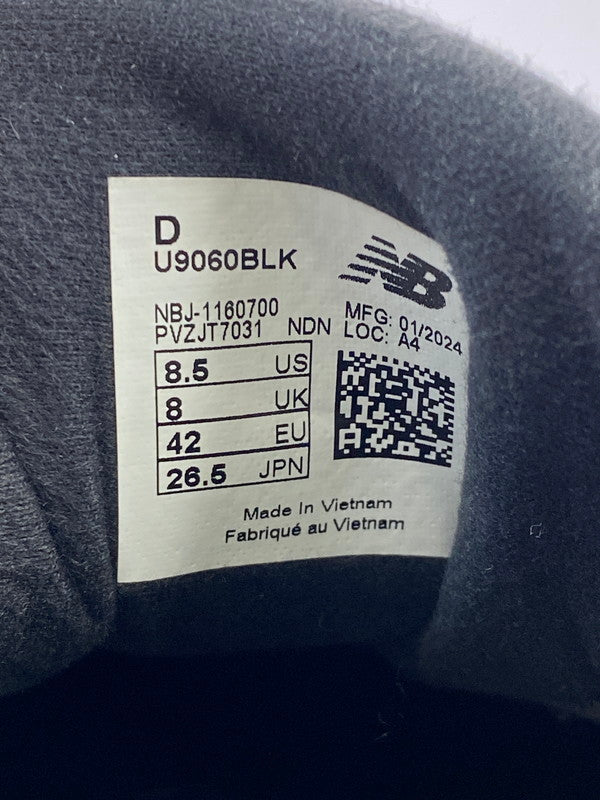 D
U9060BLK
NB
NBJ-1160700
PVZJT7031 NDN
MFG: 01/2024
LOC: A4
8.5 US
8 UK
42 EU
26.5 JPN
Made In Vietnam
Fabriqué au Vietnam